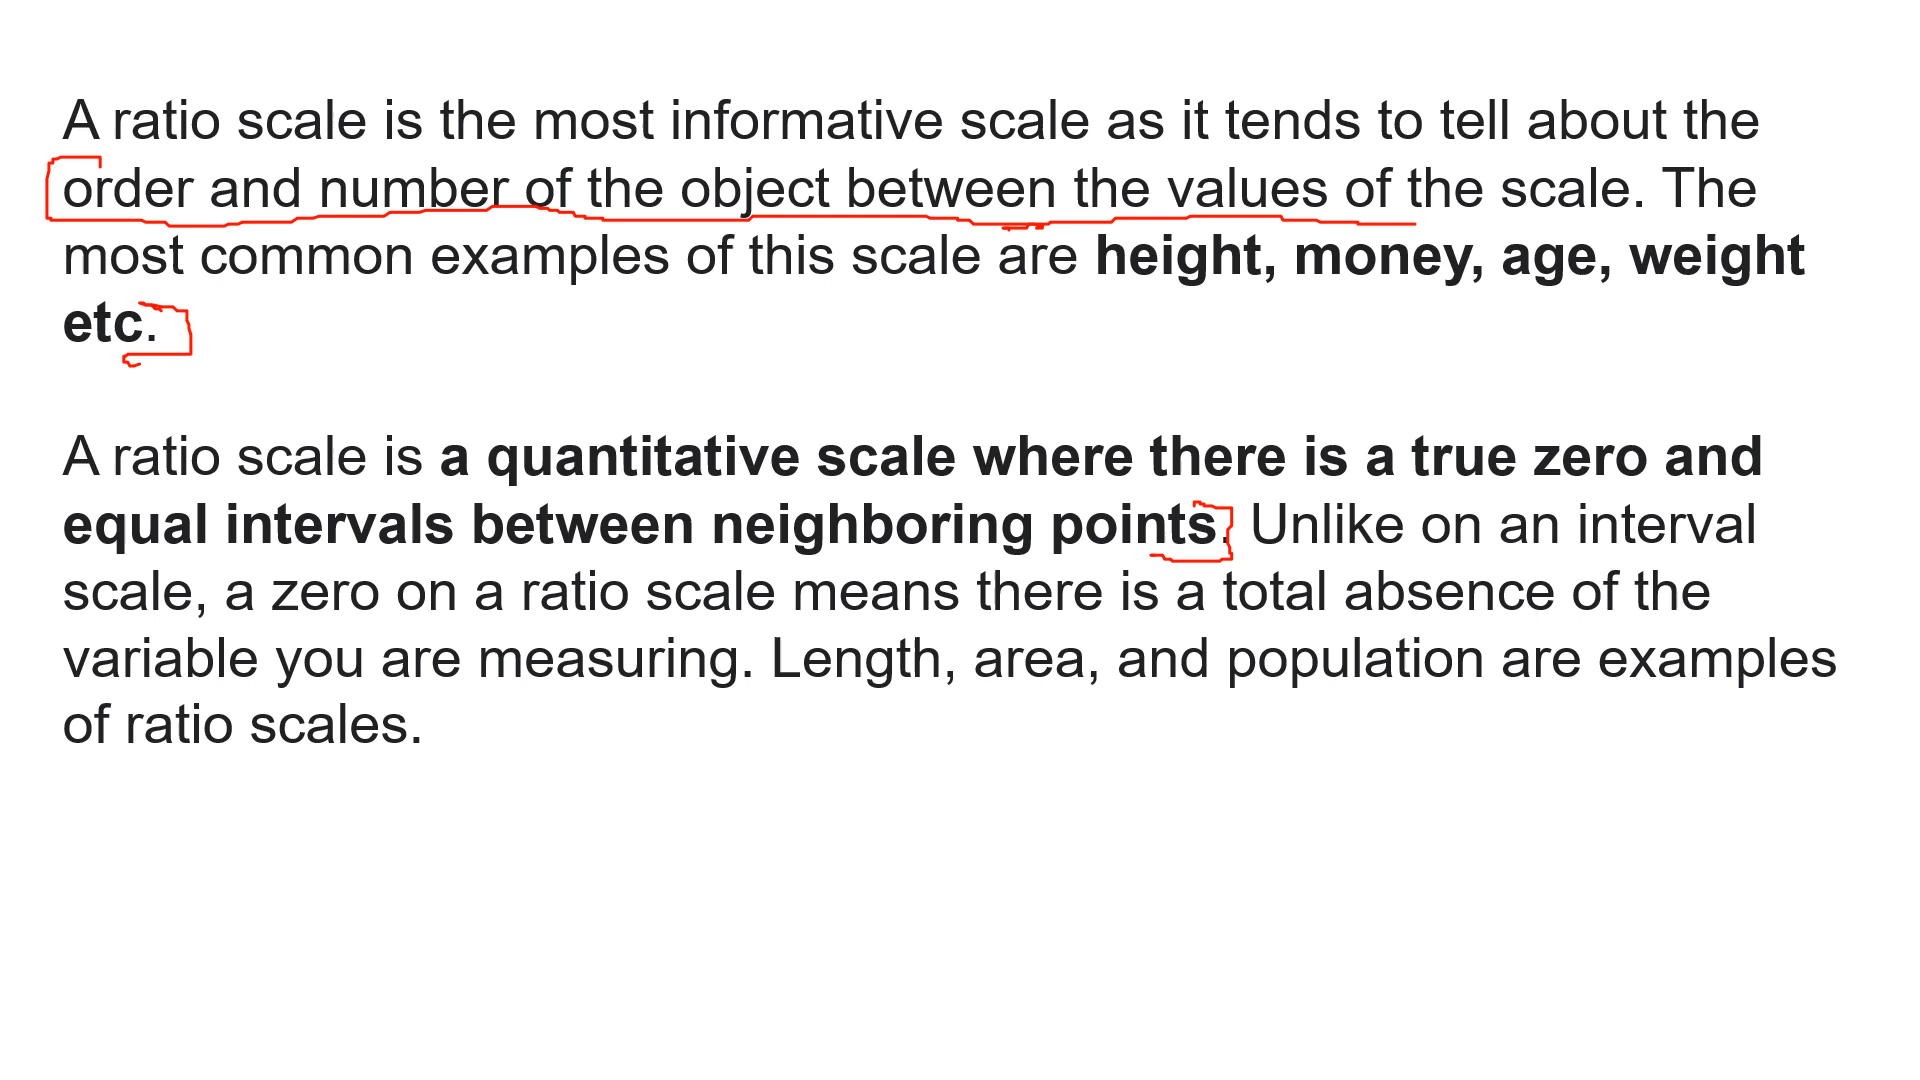 A ratio scale is the most informative scale as it tends to tell about the
order and number of the object between the values of the scale. The
most common examples of this scale are height, money, age, weight
etc.
A ratio scale is a quantitative scale where there is a true zero and
equal intervals between neighboring points. Unlike on an interval
scale, a zero on a ratio scale means there is a total absence of the
variable you are measuring. Length, area, and population are examples
of ratio scales.